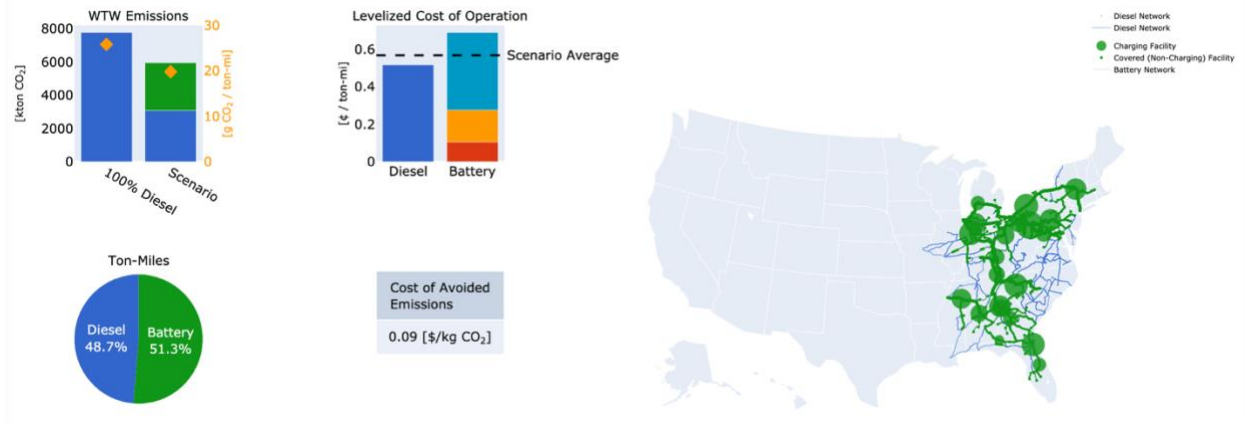 WTW Emissions
8000
6000
4000
2000
0
[kton CO₂]
30
20
10
0
[g CO₂ / ton-mi]
100% Diesel
Scenario
Levelized Cost of Operation
0.6
0.4
0.2
0
[¢ / ton-mi]
Scenario Average
Diesel
Battery
Ton-Miles
Diesel
48.7%
Battery
51.3%
Cost of Avoided
Emissions
0.09 [$/kg CO₂]
Diesel Network
Diesel Network
Charging Facility
Covered (Non-Charging) Facility
Battery Network